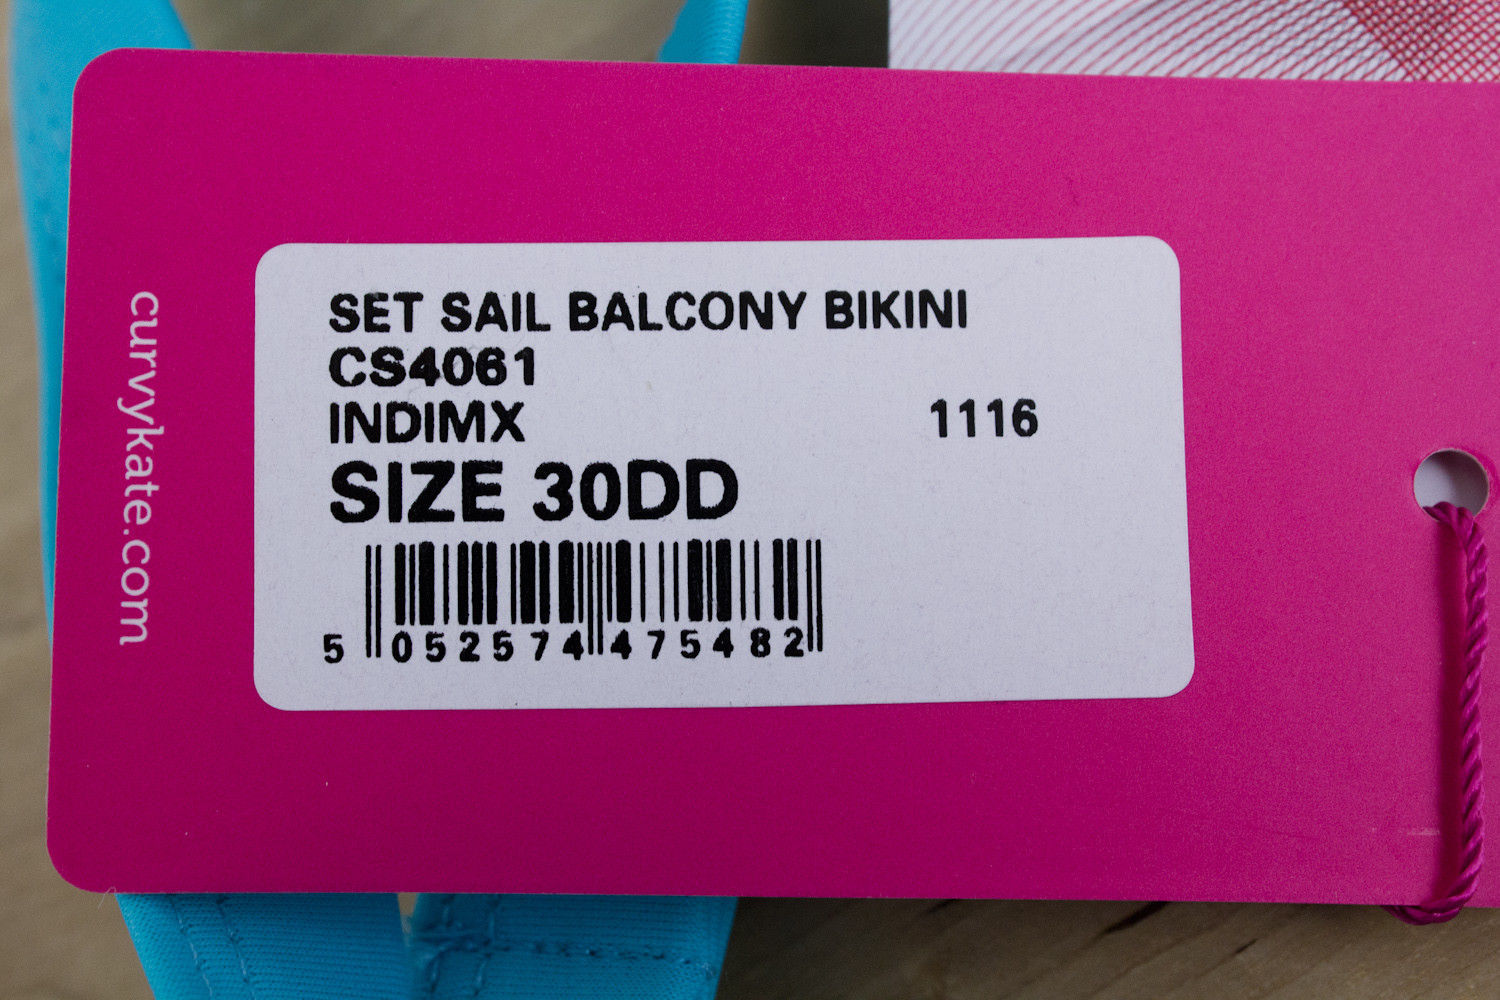 SET SAIL BALCONY BIKINI
CS4061
INDIMX 1116
SIZE 30DD
5 052574 475482
curvykate.com